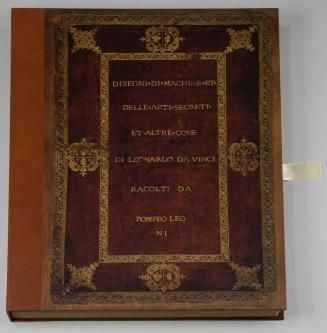 DISEGNI·DI·MACHINE·ET
DELLE·ARTI·SECRETI·
ET·ALTRE·COSE·
DI LEONARDO DA VINCI
RACOLTI DA
POMPEO LEO
NI